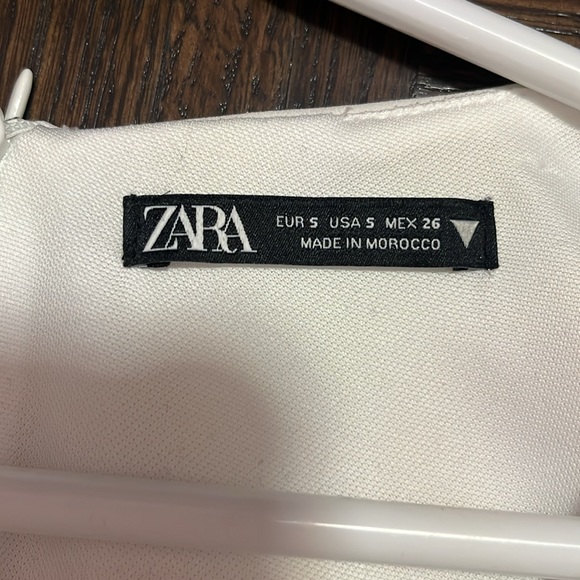 ZARA
EUR S USA S MEX 26
MADE IN MOROCCO